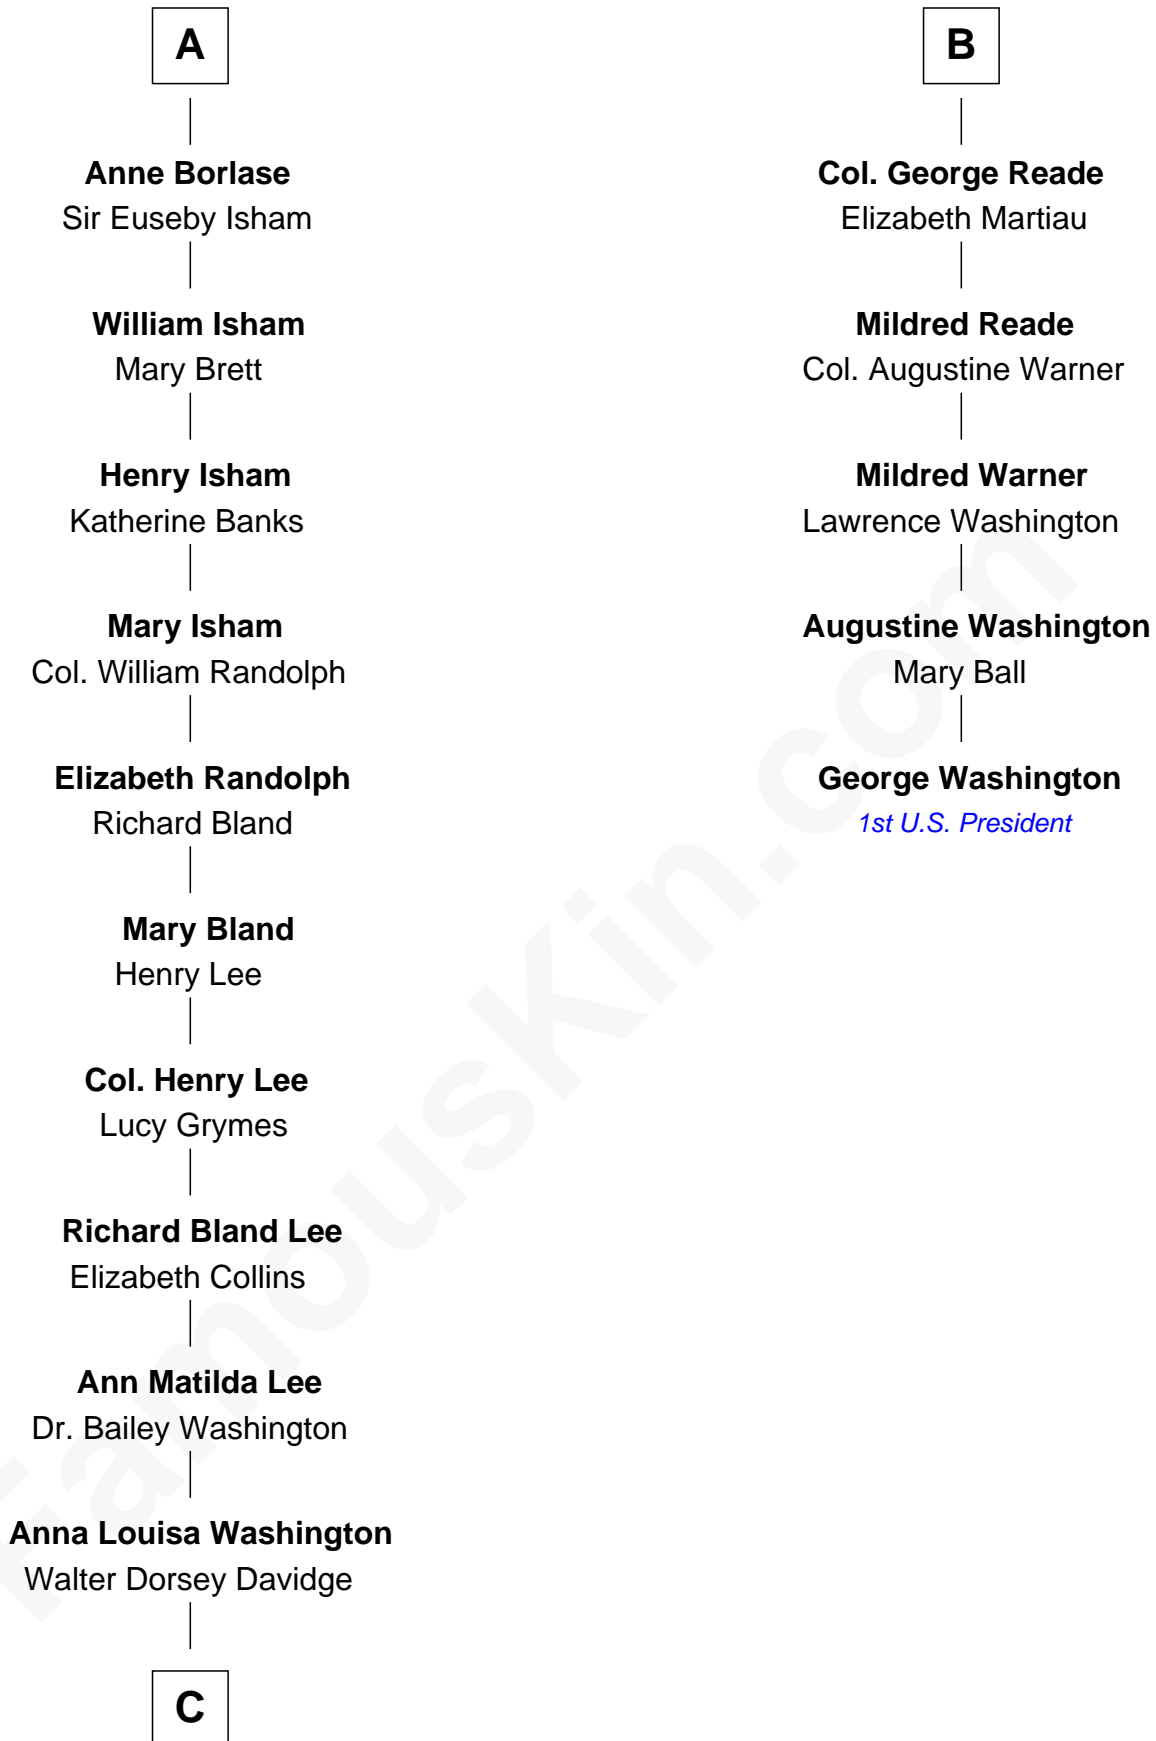 A
Anne Borlase
Sir Euseby Isham
William Isham
Mary Brett
Henry Isham
Katherine Banks
Mary Isham
Col. William Randolph
Elizabeth Randolph
Richard Bland
Mary Bland
Henry Lee
Col. Henry Lee
Lucy Grymes
Richard Bland Lee
Elizabeth Collins
Ann Matilda Lee
Dr. Bailey Washington
Anna Louisa Washington
Walter Dorsey Davidge
C
B
Col. George Reade
Elizabeth Martiau
Mildred Reade
Col. Augustine Warner
Mildred Warner
Lawrence Washington
Augustine Washington
Mary Ball
George Washington
1st U.S. President
FamousKin.com